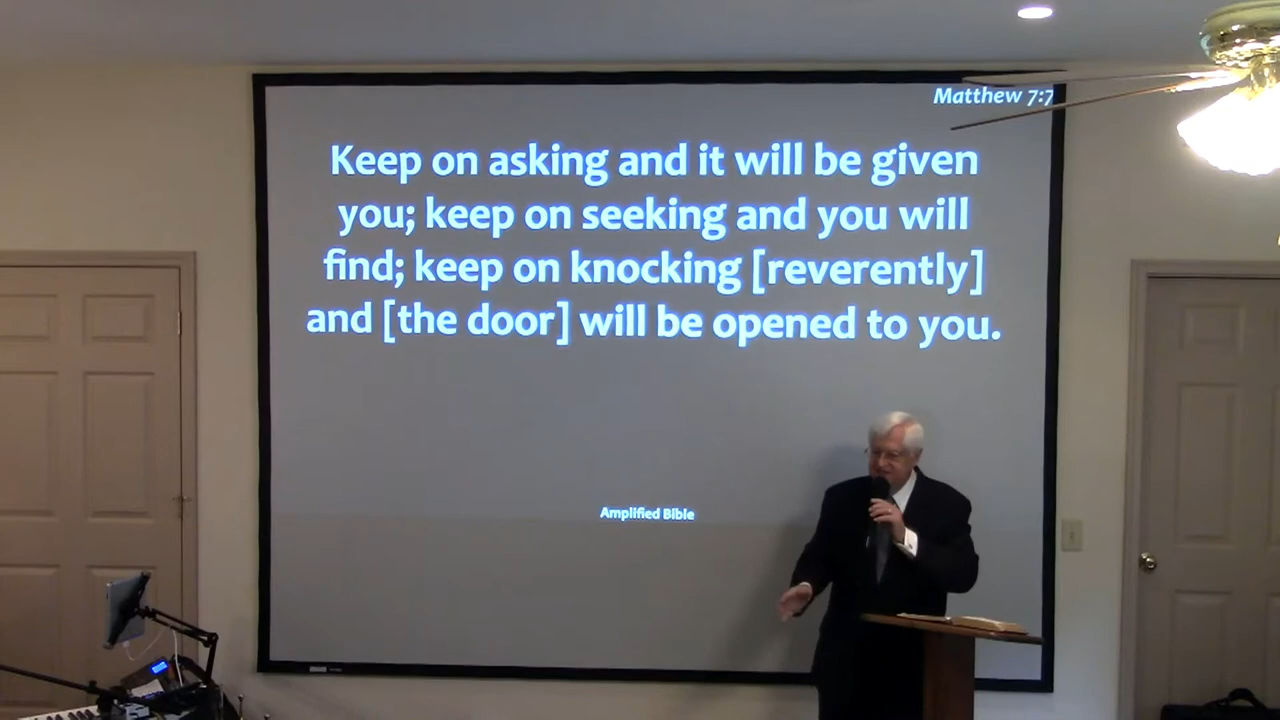 Matthew 7:7
Keep on asking and it will be given
you; keep on seeking and you will
find; keep on knocking [reverently]
and [the door] will be opened to you.
Amplified Bible